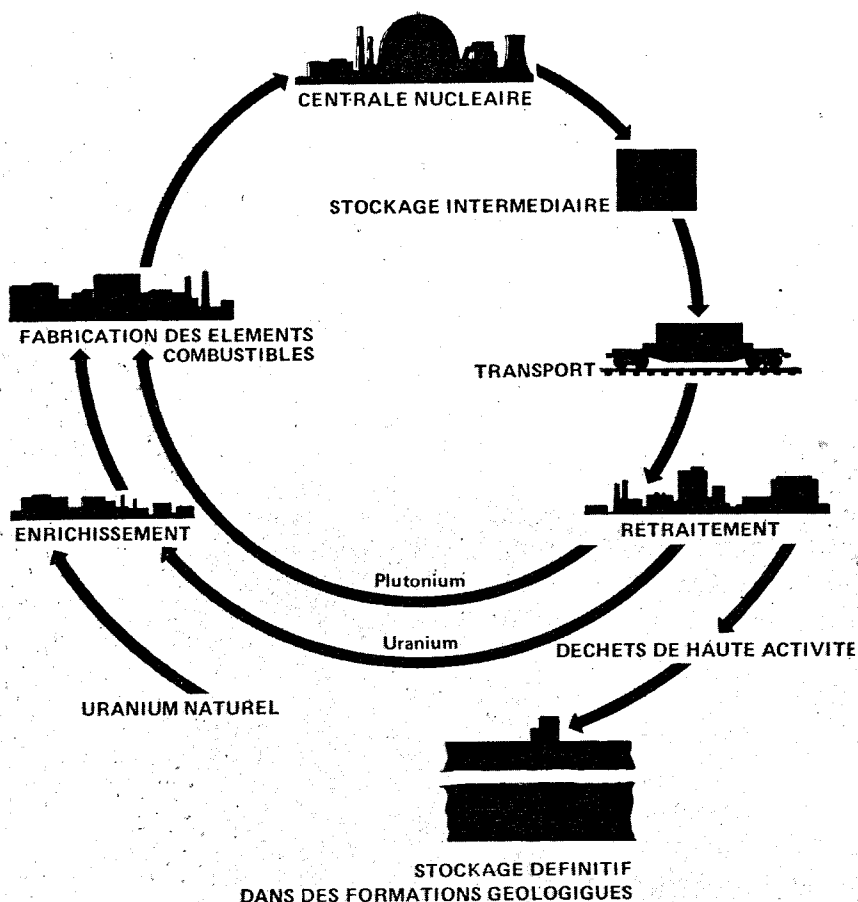 CENTRALE NUCLEAIRE
STOCKAGE INTERMEDIAIRE
FABRICATION DES ELEMENTS
COMBUSTIBLES
TRANSPORT
ENRICHISSEMENT
RETRAITEMENT
Plutonium
Uranium
DECHETS DE HAUTE ACTIVITE
URANIUM NATUREL
STOCKAGE DEFINITIF
DANS DES FORMATIONS GEOLOGIGUES